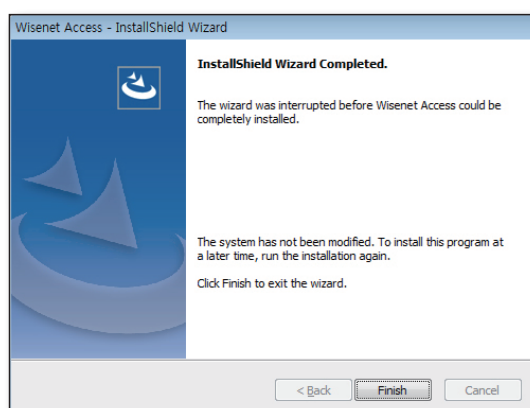 Wisenet Access - InstallShield Wizard
InstallShield Wizard Completed.
The wizard was interrupted before Wisenet Access could be
completely installed.
The system has not been modified. To install this program at
a later time, run the installation again.
Click Finish to exit the wizard.
< Back
Finish
Cancel